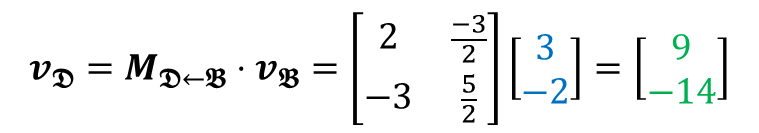 𝒗_𝕯 = 𝑴_{𝕯←𝕭} · 𝒗_𝕭 = [2 −3/2; −3 5/2] [3; −2] = [9; −14]